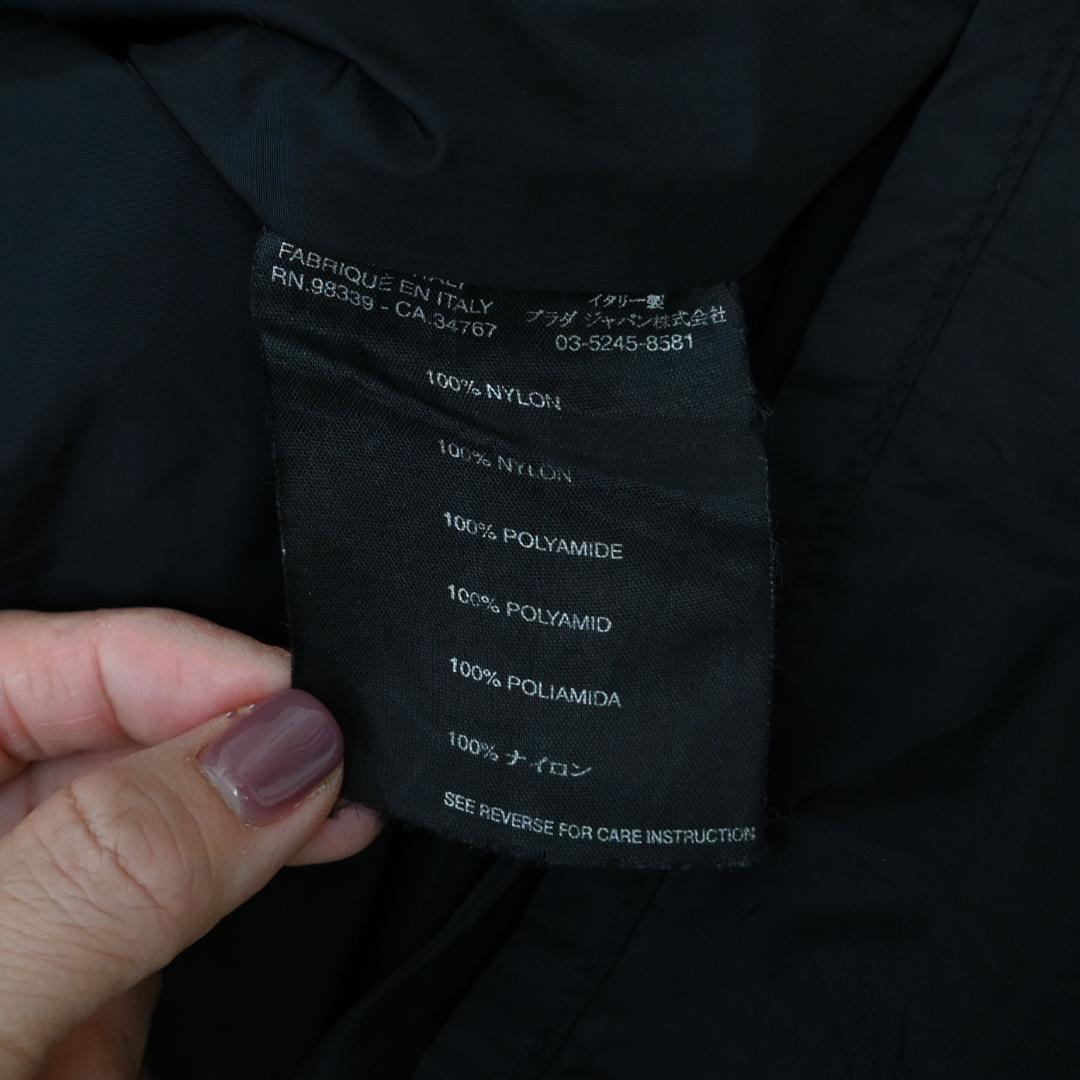 FABRIQUE EN ITALY
RN.98339 - CA.34767
イタリー製
プラダ ジャパン株式会社
03-5245-8581
100% NYLON
100% NYLON
100% POLYAMIDE
100% POLYAMID
100% POLIAMIDA
100% ナイロン
SEE REVERSE FOR CARE INSTRUCTION